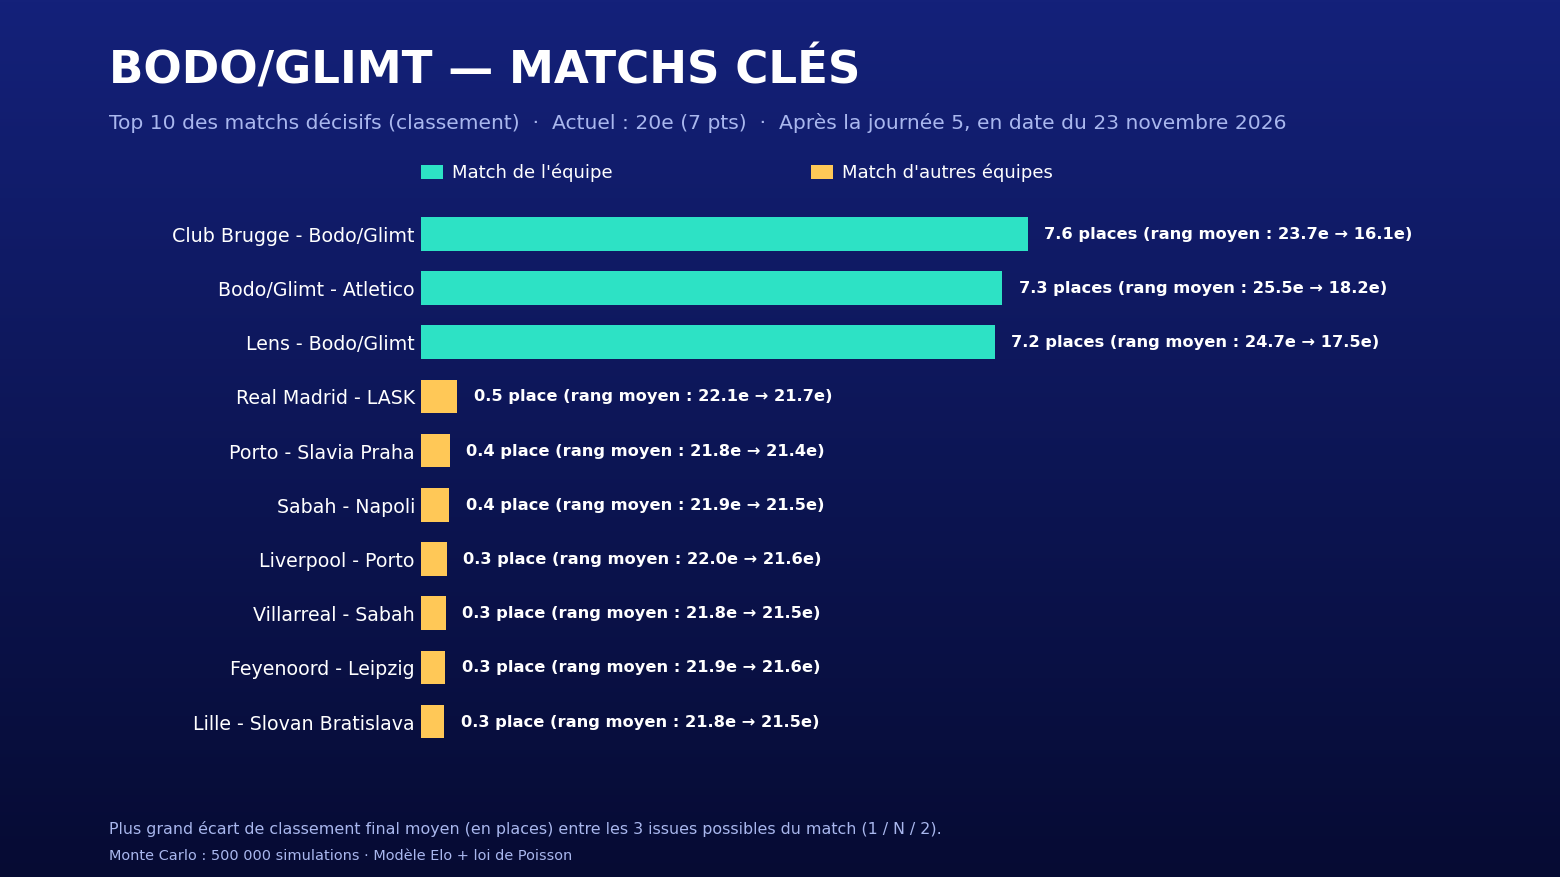 BODO/GLIMT — MATCHS CLÉS
Top 10 des matchs décisifs (classement) · Actuel : 20e (7 pts) · Après la journée 5, en date du 23 novembre 2026
Match de l'équipe
Match d'autres équipes
Club Brugge - Bodo/Glimt 7.6 places (rang moyen : 23.7e → 16.1e)
Bodo/Glimt - Atletico 7.3 places (rang moyen : 25.5e → 18.2e)
Lens - Bodo/Glimt 7.2 places (rang moyen : 24.7e → 17.5e)
Real Madrid - LASK 0.5 place (rang moyen : 22.1e → 21.7e)
Porto - Slavia Praha 0.4 place (rang moyen : 21.8e → 21.4e)
Sabah - Napoli 0.4 place (rang moyen : 21.9e → 21.5e)
Liverpool - Porto 0.3 place (rang moyen : 22.0e → 21.6e)
Villarreal - Sabah 0.3 place (rang moyen : 21.8e → 21.5e)
Feyenoord - Leipzig 0.3 place (rang moyen : 21.9e → 21.6e)
Lille - Slovan Bratislava 0.3 place (rang moyen : 21.8e → 21.5e)
Plus grand écart de classement final moyen (en places) entre les 3 issues possibles du match (1 / N / 2).
Monte Carlo : 500 000 simulations · Modèle Elo + loi de Poisson